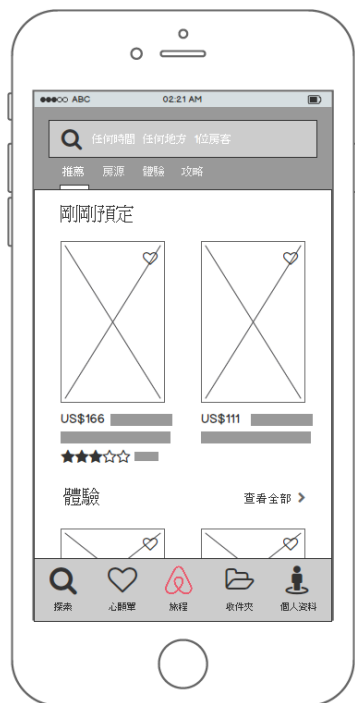 ABC 02:21 AM
任何時間 任何地方 1位房客
推薦 房源 體驗 攻略
剛剛預定
US$166 US$111
體驗 查看全部
探索 心願單 旅程 收件夾 個人資料